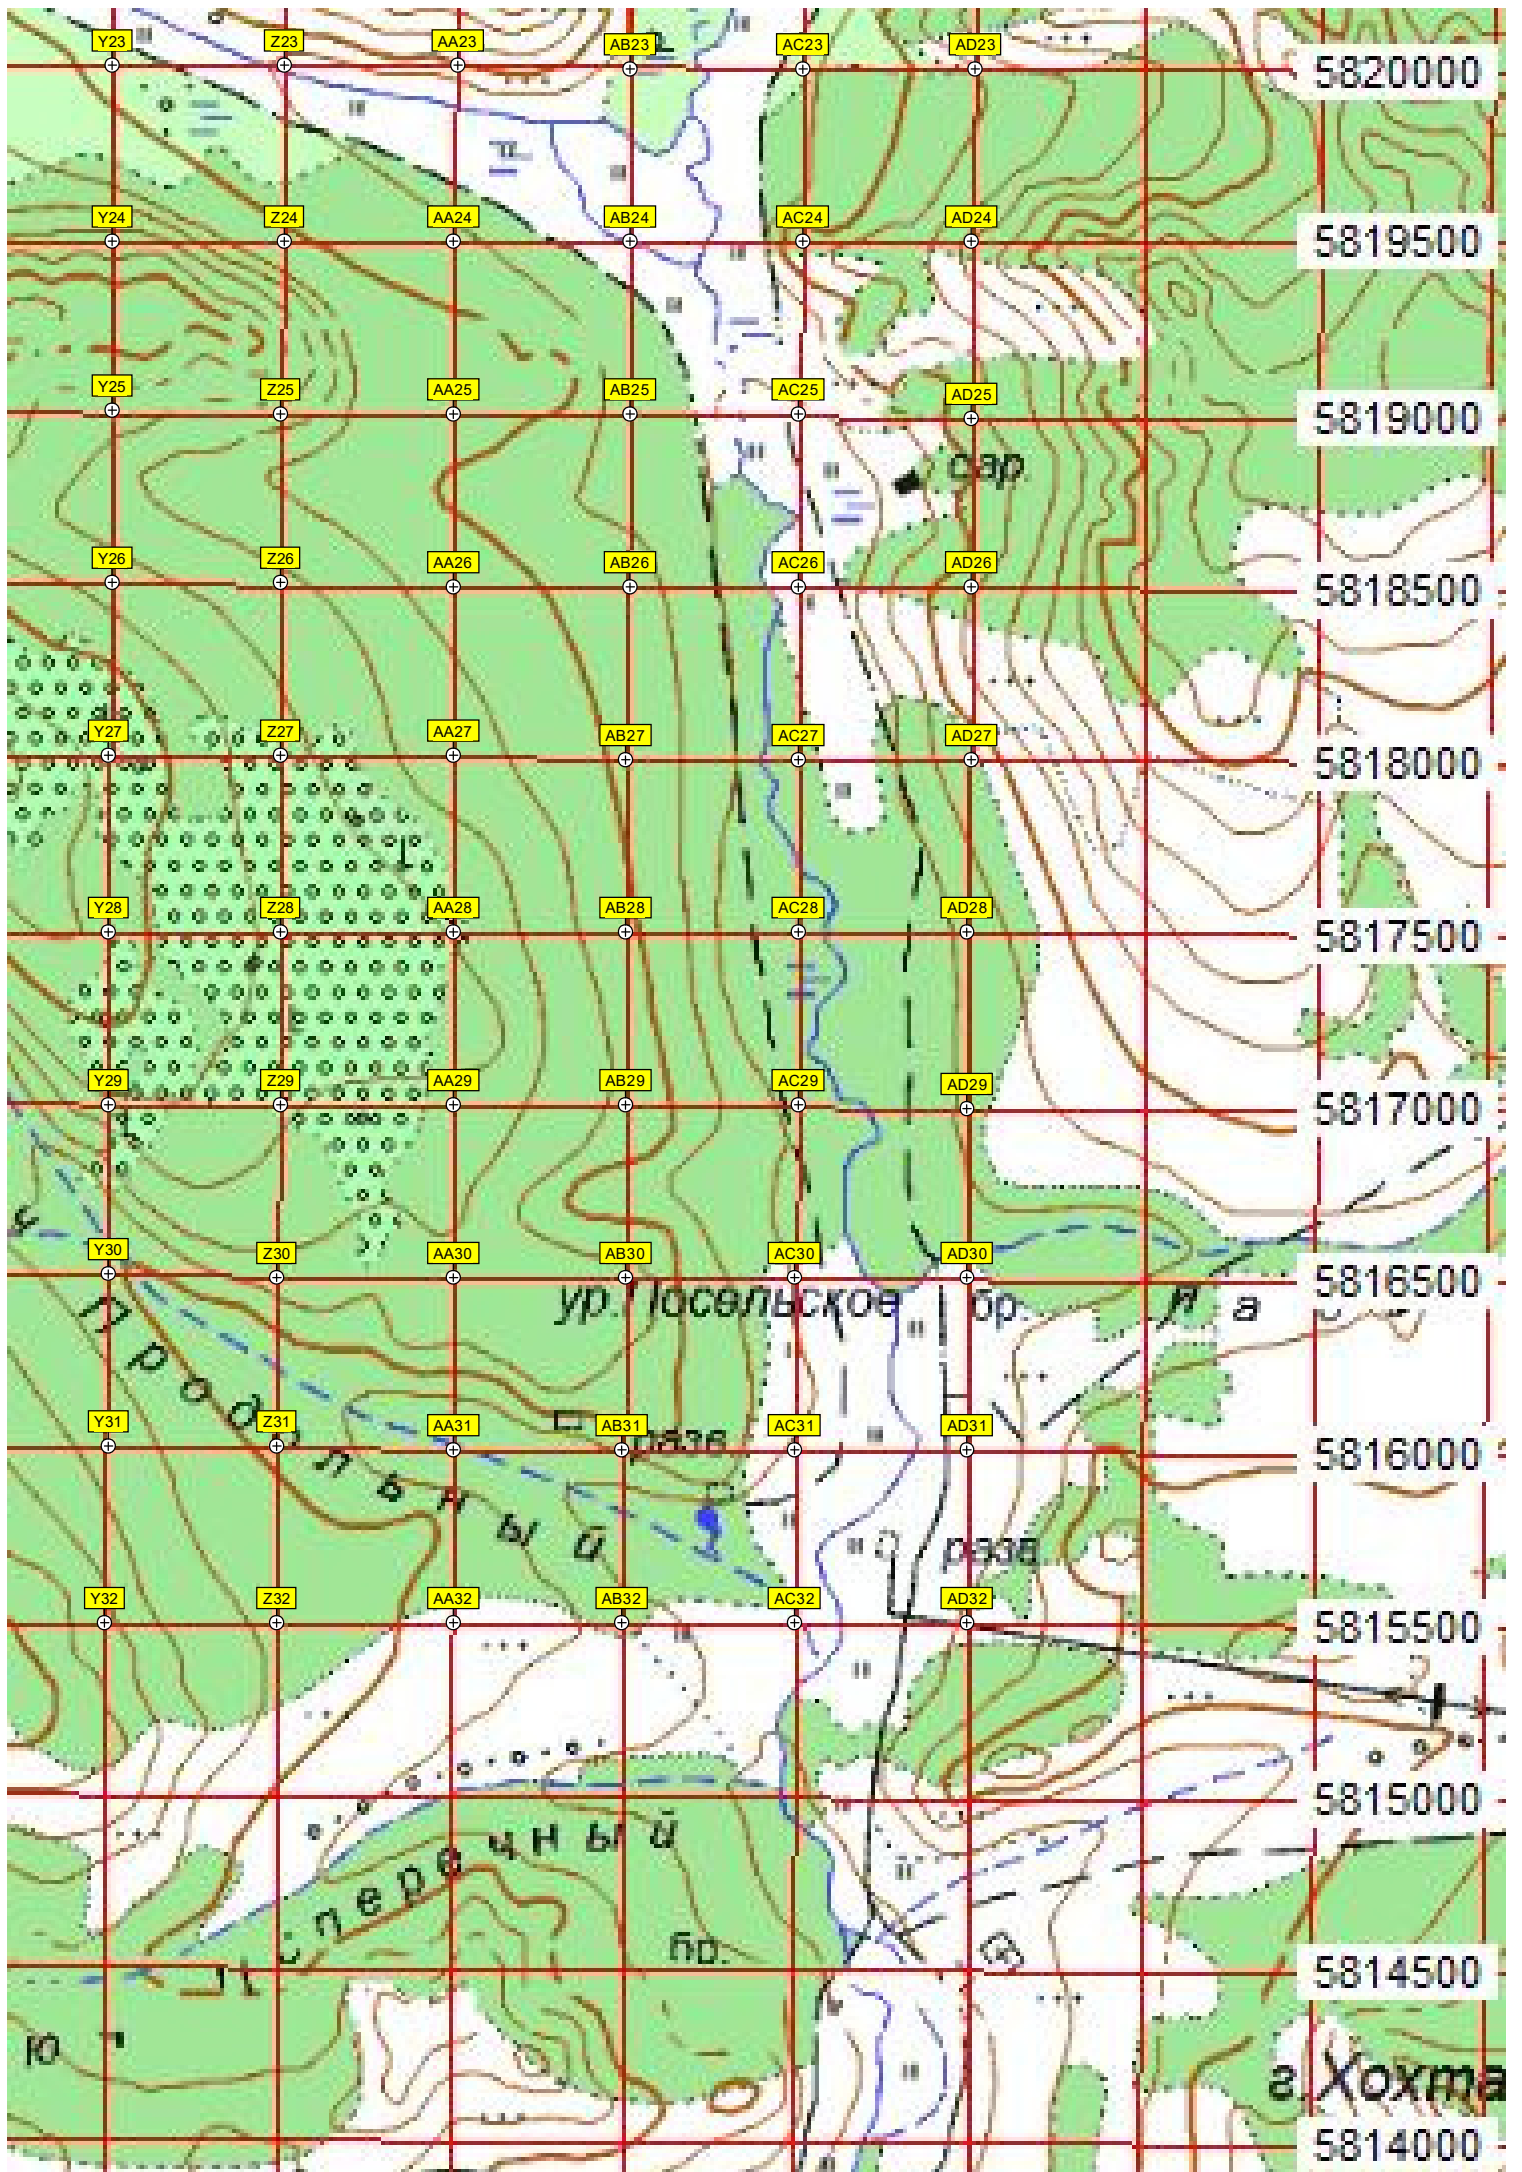 Y23 Z23 AA23 AB23 AC23 AD23
5820000
Y24 Z24 AA24 AB24 AC24 AD24
5819500
Y25 Z25 AA25 AB25 AC25 AD25
5819000
сар.
Y26 Z26 AA26 AB26 AC26 AD26
5818500
Y27 Z27 AA27 AB27 AC27 AD27
5818000
Y28 Z28 AA28 AB28 AC28 AD28
5817500
Y29 Z29 AA29 AB29 AC29 AD29
5817000
Y30 Z30 AA30 AB30 AC30 AD30
5816500
ур. Посельское бр.
Продольный
Y31 Z31 AA31 AB31 AC31 AD31
5816000
разв
разв
Y32 Z32 AA32 AB32 AC32 AD32
5815500
5815000
Поперечный
бр.
5814500
г. Хохта
5814000